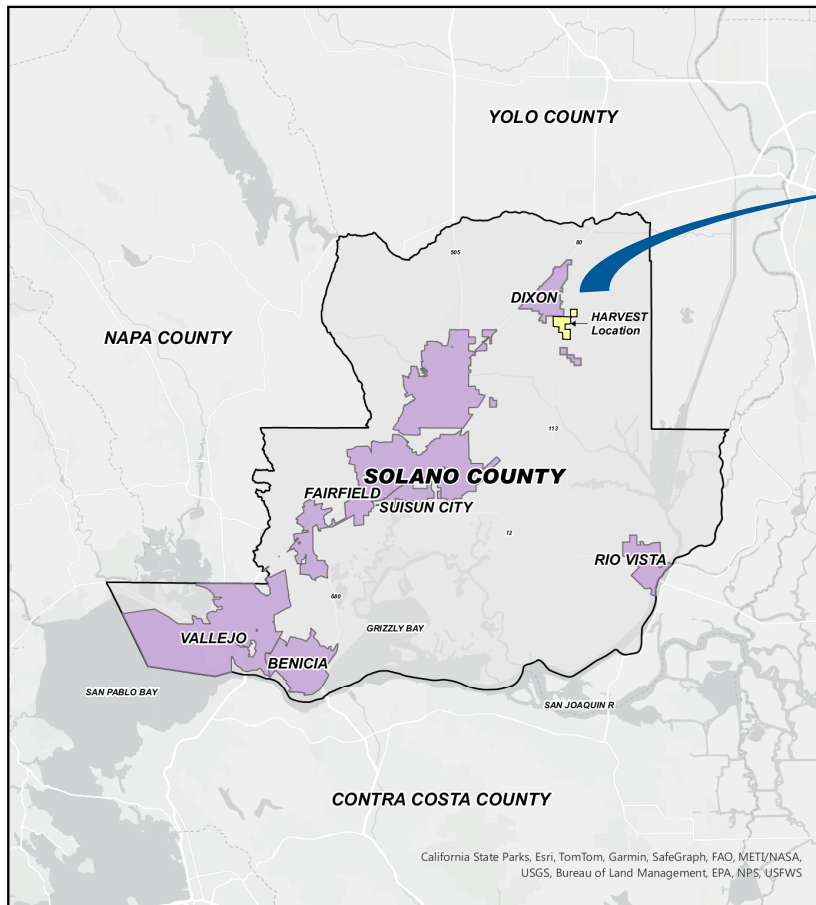 YOLO COUNTY
80
505
DIXON
HARVEST
Location
NAPA COUNTY
113
SOLANO COUNTY
FAIRFIELD
SUISUN CITY
12
RIO VISTA
680
GRIZZLY BAY
VALLEJO
BENICIA
SAN PABLO BAY
SAN JOAQUIN R
CONTRA COSTA COUNTY
California State Parks, Esri, TomTom, Garmin, SafeGraph, FAO, METI/NASA,
USGS, Bureau of Land Management, EPA, NPS, USFWS